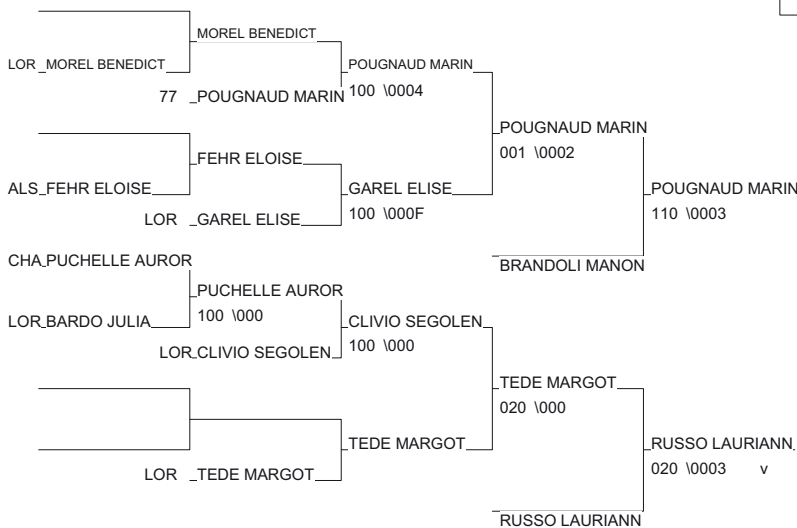 MOREL BENEDICT
LOR MOREL BENEDICT
POUGNAUD MARIN
77 POUGNAUD MARIN
100 \0004
POUGNAUD MARIN
001 \0002
FEHR ELOISE
ALS FEHR ELOISE
GAREL ELISE
POUGNAUD MARIN
110 \0003
LOR GAREL ELISE
100 \000F
CHA PUCHELLE AUROR
BRANDOLI MANON
PUCHELLE AUROR
100 \000
LOR BARDO JULIA
CLIVIO SEGOLEN
100 \000
LOR CLIVIO SEGOLEN
TEDE MARGOT
020 \000
TEDE MARGOT
RUSSO LAURIANN
020 \0003 v
LOR TEDE MARGOT
RUSSO LAURIANN